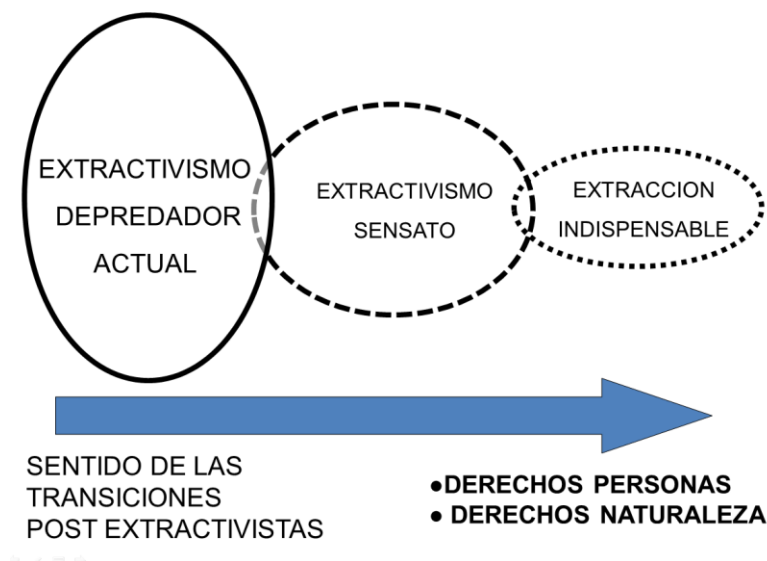 EXTRACTIVISMO
DEPREDADOR
ACTUAL
EXTRACTIVISMO
SENSATO
EXTRACCION
INDISPENSABLE
SENTIDO DE LAS
TRANSICIONES
POST EXTRACTIVISTAS
●DERECHOS PERSONAS
● DERECHOS NATURALEZA